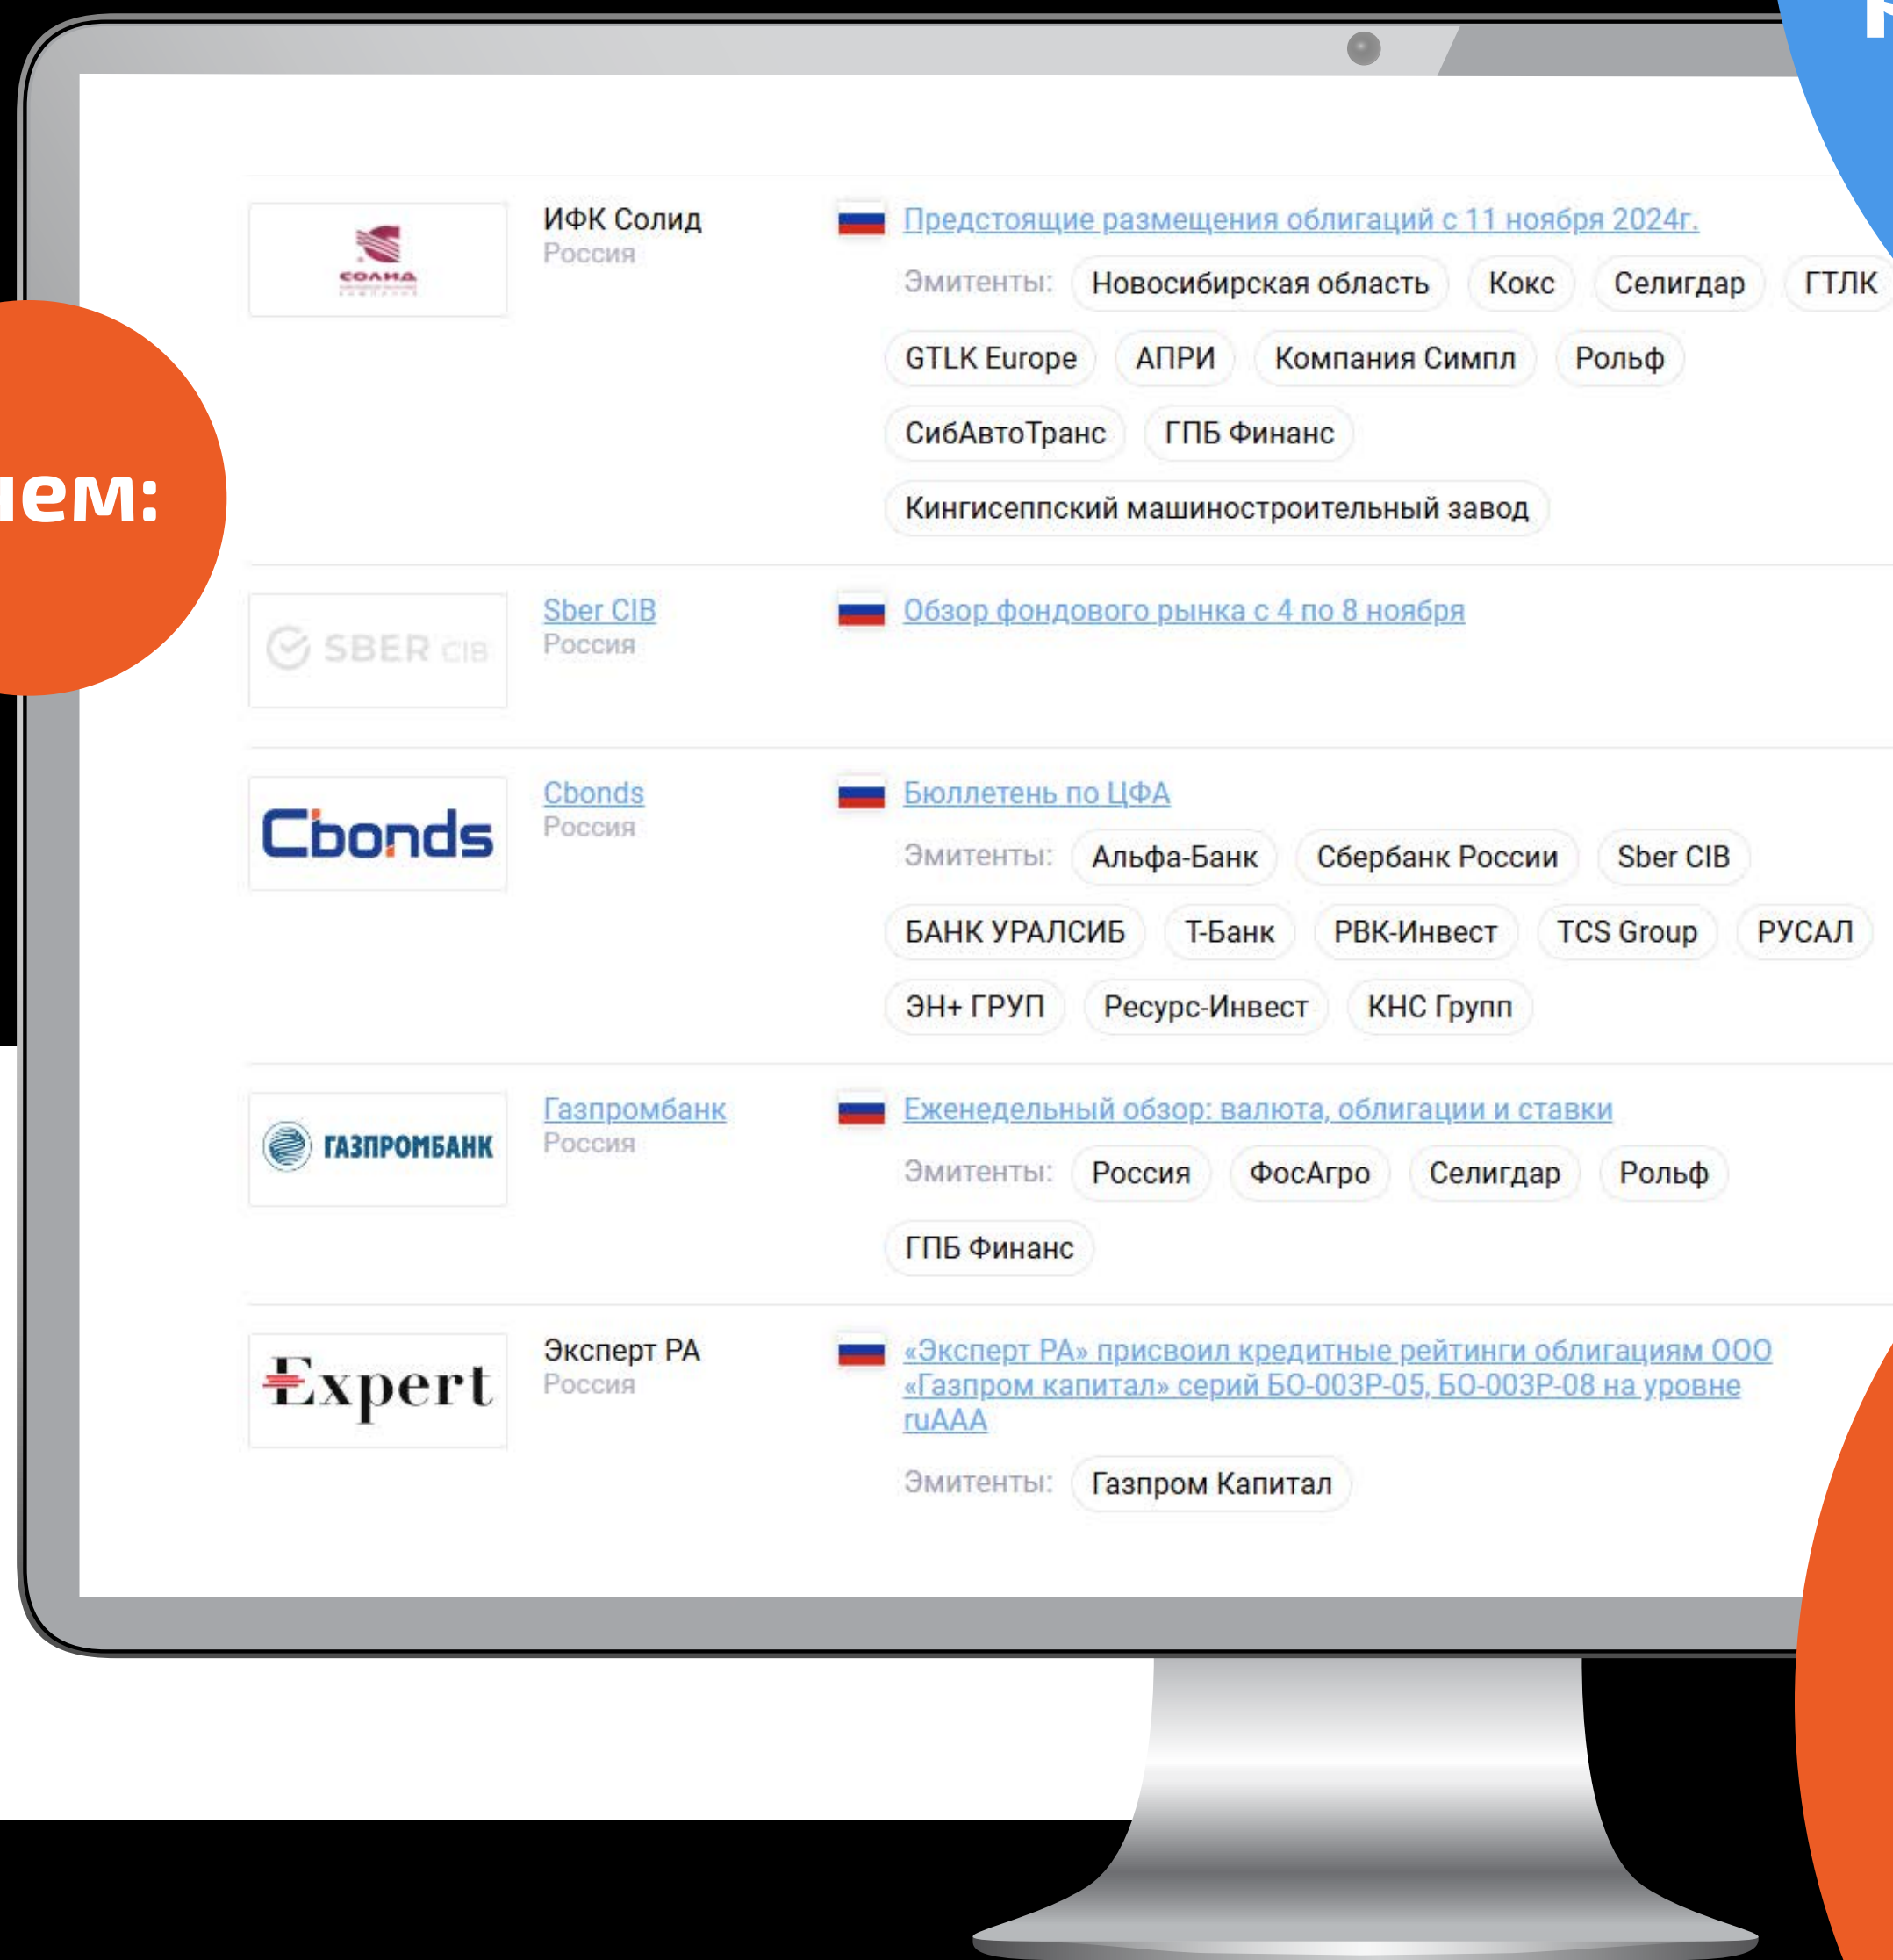 ем:
СОЛИД
ИФК Солид
Россия
Предстоящие размещения облигаций с 11 ноября 2024г.
Эмитенты: Новосибирская область Кокс Селигдар ГТЛК
GTLK Europe АПРИ Компания Симпл Рольф
СибАвтоТранс ГПБ Финанс
Кингисеппский машиностроительный завод
SBER CIB
Sber CIB
Россия
Обзор фондового рынка с 4 по 8 ноября
Cbonds
Cbonds
Россия
Бюллетень по ЦФА
Эмитенты: Альфа-Банк Сбербанк России Sber CIB
БАНК УРАЛСИБ Т-Банк РВК-Инвест TCS Group РУСАЛ
ЭН+ ГРУП Ресурс-Инвест КНС Групп
ГАЗПРОМБАНК
Газпромбанк
Россия
Еженедельный обзор: валюта, облигации и ставки
Эмитенты: Россия ФосАгро Селигдар Рольф
ГПБ Финанс
Expert
Эксперт РА
Россия
«Эксперт РА» присвоил кредитные рейтинги облигациям ООО
«Газпром капитал» серий БО-003Р-05, БО-003Р-08 на уровне
ruAAA
Эмитенты: Газпром Капитал